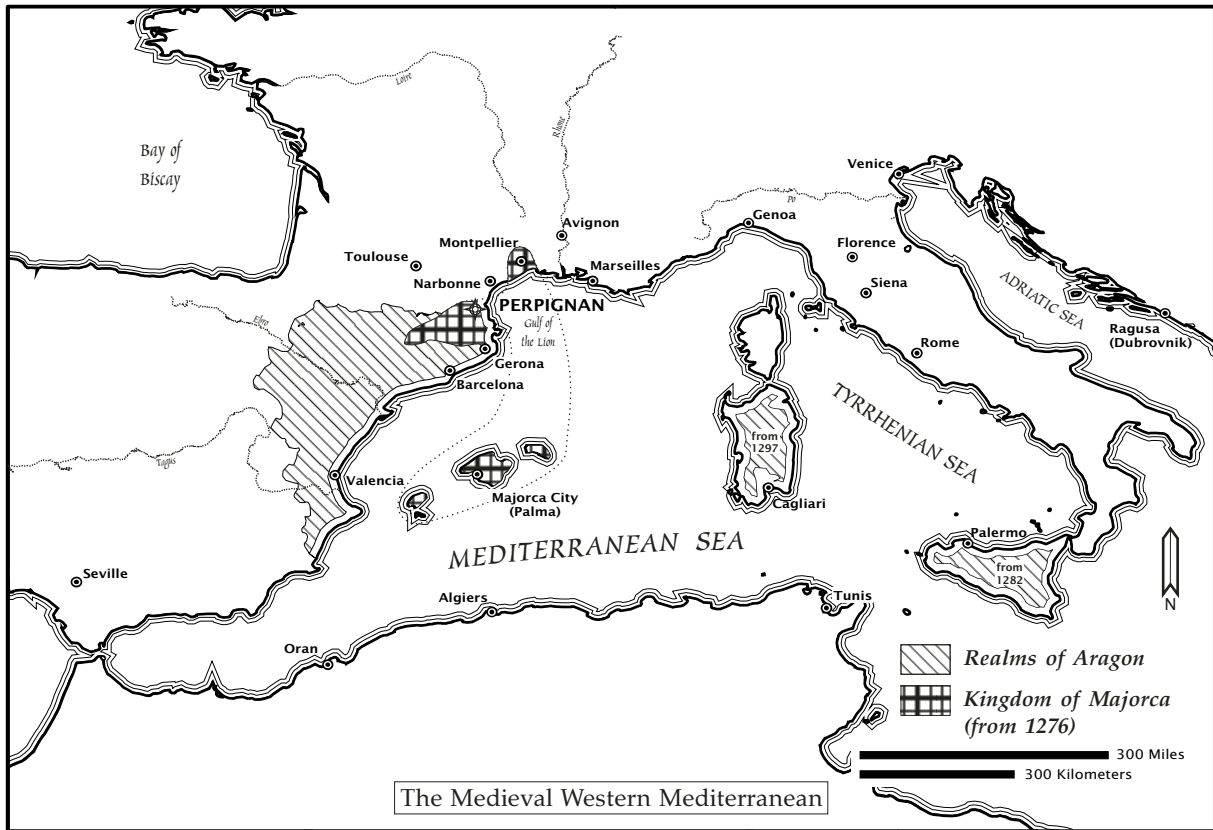 Loire
Rhone
Bay of
Biscay
Venice
Po
Genoa
Avignon
Montpellier
Florence
Toulouse
Marseilles
Narbonne
Siena
PERPIGNAN
ADRIATIC SEA
Gulf of
the Lion
Ebro
Ragusa
(Dubrovnik)
Rome
Gerona
Barcelona
TYRRHENIAN SEA
from
1297
Tagus
Valencia
Majorca City
(Palma)
Cagliari
MEDITERRANEAN SEA
Palermo
from
1282
Seville
Algiers
Tunis
N
Oran
Realms of Aragon
Kingdom of Majorca
(from 1276)
300 Miles
300 Kilometers
The Medieval Western Mediterranean